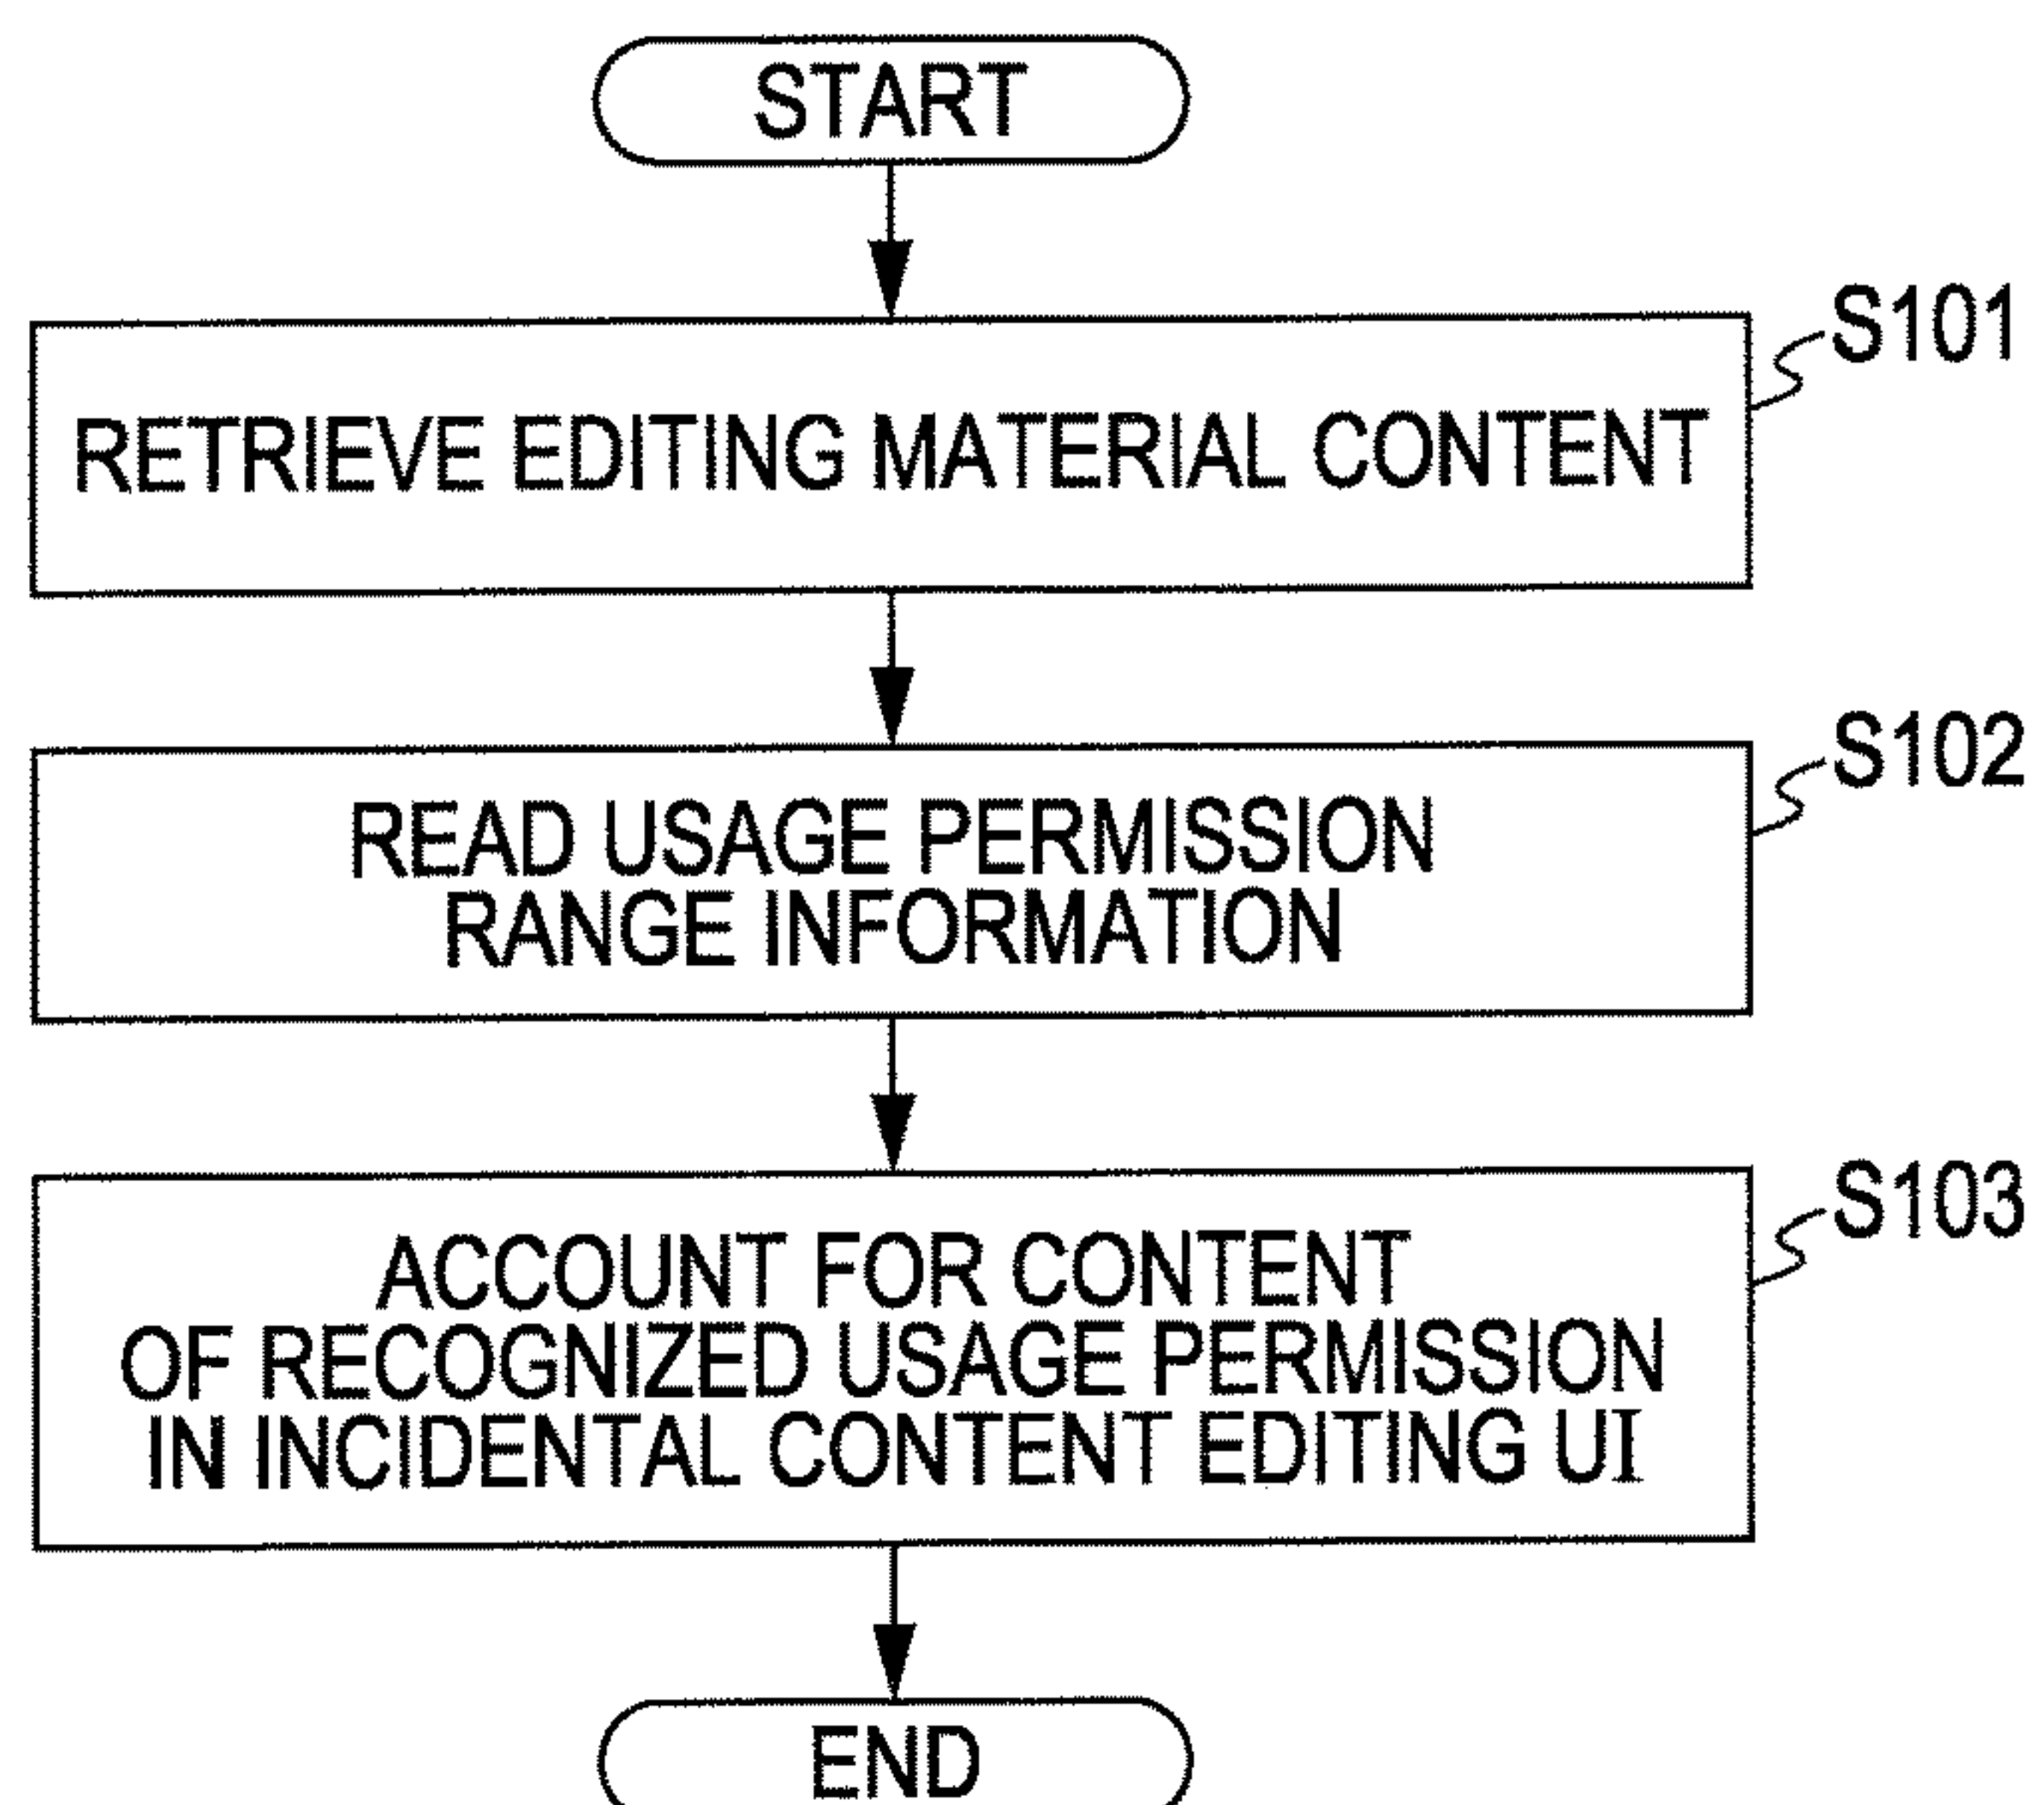 START
S101
RETRIEVE EDITING MATERIAL CONTENT
S102
READ USAGE PERMISSION
RANGE INFORMATION
S103
ACCOUNT FOR CONTENT
OF RECOGNIZED USAGE PERMISSION
IN INCIDENTAL CONTENT EDITING UI
END